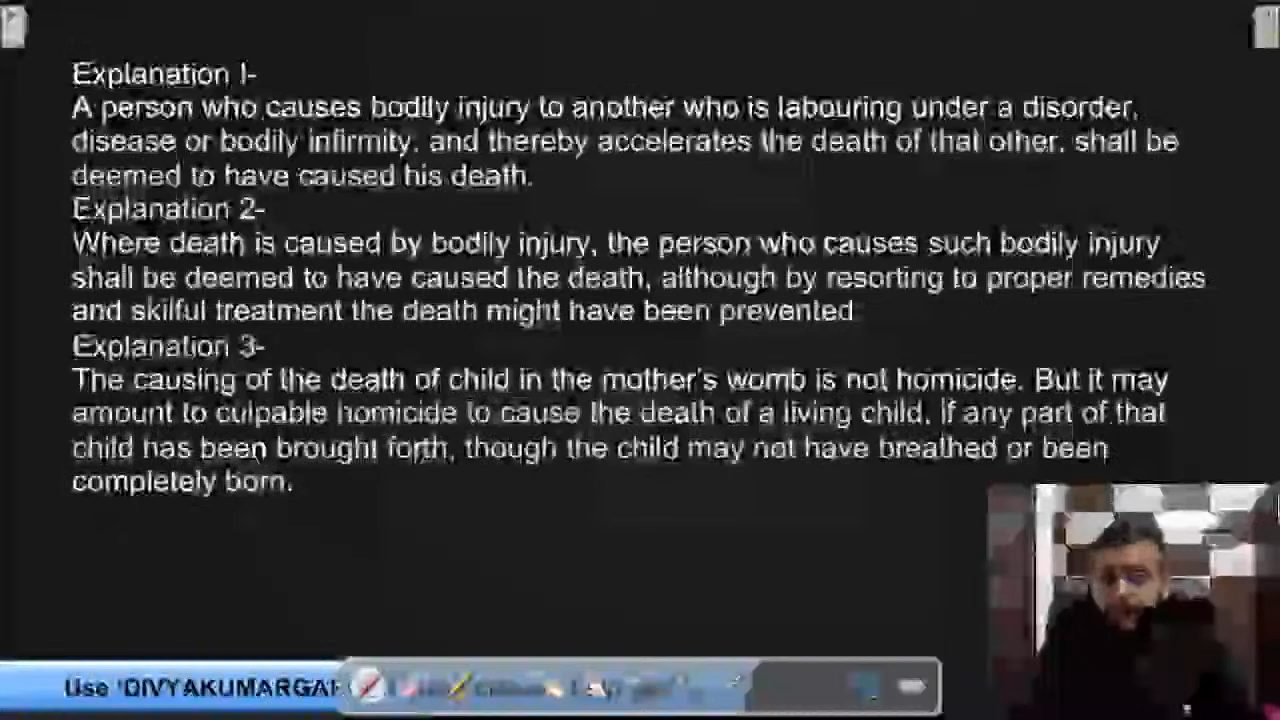 Explanation I-
A person who causes bodily injury to another who is labouring under a disorder,
disease or bodily infirmity, and thereby accelerates the death of that other, shall be
deemed to have caused his death.
Explanation 2-
Where death is caused by bodily injury, the person who causes such bodily injury
shall be deemed to have caused the death, although by resorting to proper remedies
and skilful treatment the death might have been prevented
Explanation 3-
The causing of the death of child in the mother's womb is not homicide. But it may
amount to culpable homicide to cause the death of a living child, if any part of that
child has been brought forth, though the child may not have breathed or been
completely born.
Use 'DIVYAKUMARGAR